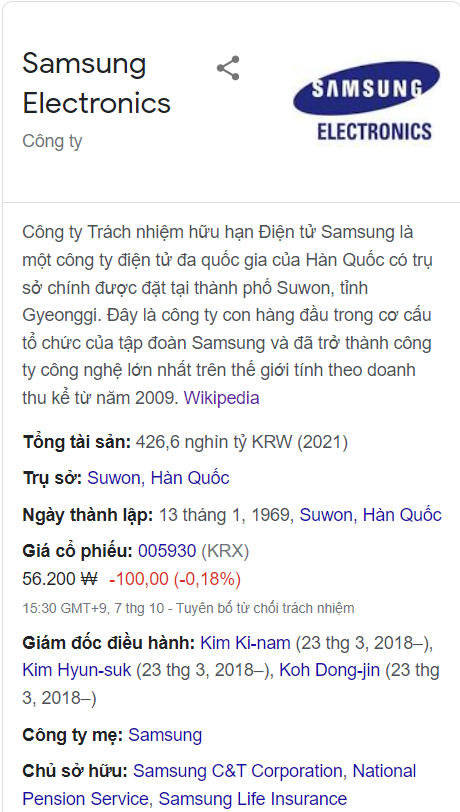 Samsung
Electronics
Công ty
SAMSUNG
ELECTRONICS
Công ty Trách nhiệm hữu hạn Điện tử Samsung là
một công ty điện tử đa quốc gia của Hàn Quốc có trụ
sở chính được đặt tại thành phố Suwon, tỉnh
Gyeonggi. Đây là công ty con hàng đầu trong cơ cấu
tổ chức của tập đoàn Samsung và đã trở thành công
ty công nghệ lớn nhất trên thế giới tính theo doanh
thu kể từ năm 2009. Wikipedia
Tổng tài sản: 426,6 nghin tỷ KRW (2021)
Trụ sở: Suwon, Hàn Quốc
Ngày thành lập: 13 tháng 1, 1969, Suwon, Hàn Quốc
Giá cổ phiếu: 005930 (KRX)
56.200 ₩ -100,00 (-0,18%)
15:30 GMT+9, 7 thg 10 - Tuyên bố từ chối trách nhiệm
Giám đốc điều hành: Kim Ki-nam (23 thg 3, 2018–),
Kim Hyun-suk (23 thg 3, 2018–), Koh Dong-jin (23 thg
3, 2018–)
Công ty mẹ: Samsung
Chủ sở hữu: Samsung C&T Corporation, National
Pension Service, Samsung Life Insurance